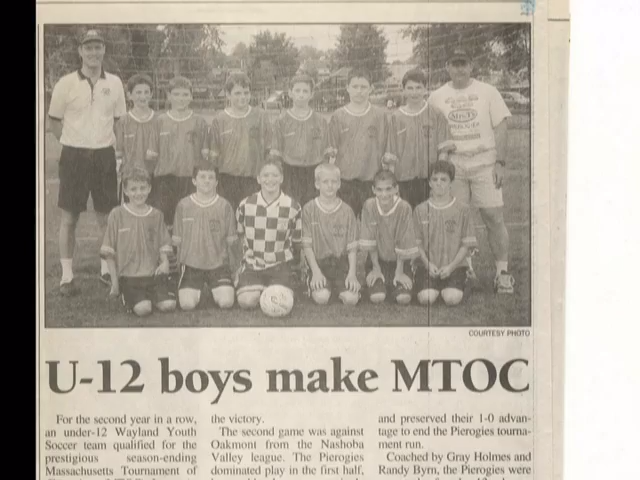 COURTESY PHOTO
U-12 boys make MTOC
For the second year in a row,
an under-12 Wayland Youth
Soccer team qualified for the
prestigious season-ending
Massachusetts Tournament of
the victory.
The second game was against
Oakmont from the Nashoba
Valley league. The Pierogies
dominated play in the first half,
and preserved their 1-0 advan-
tage to end the Pierogies tourna-
ment run.
Coached by Gray Holmes and
Randy Byrn, the Pierogies were